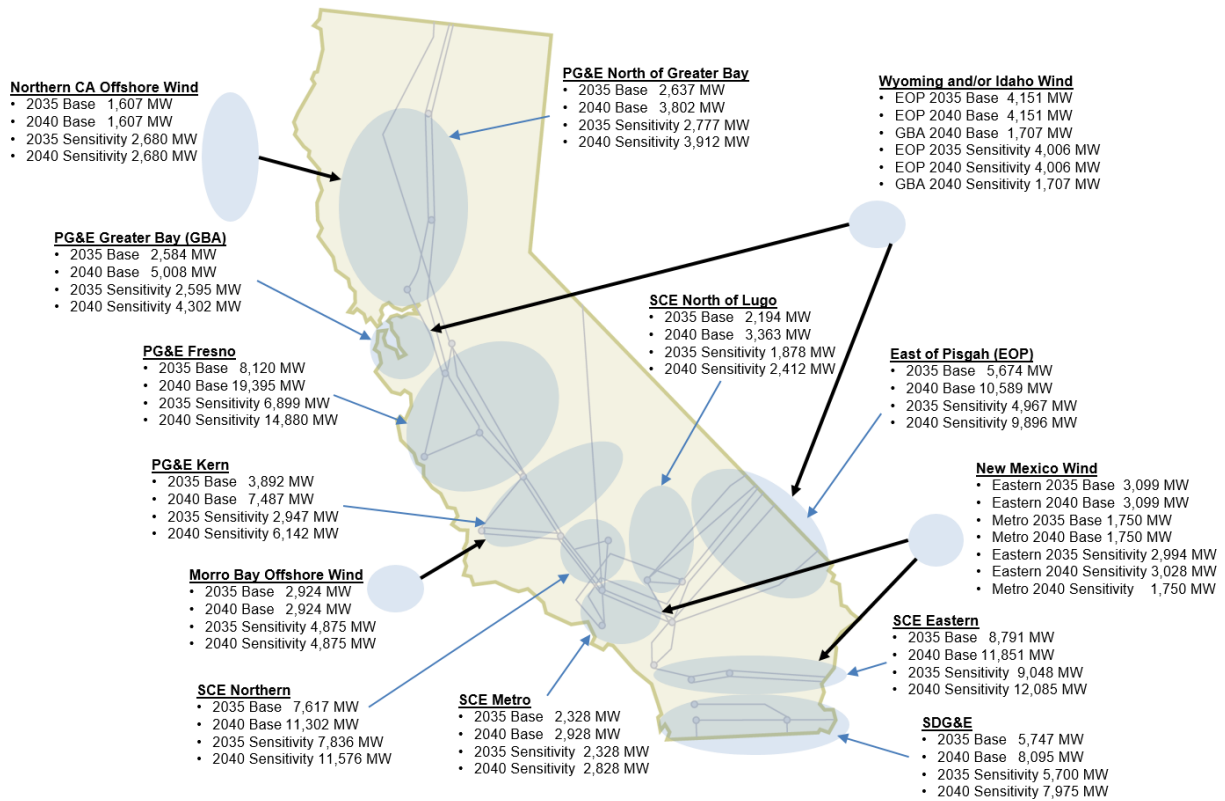 Northern CA Offshore Wind
• 2035 Base 1,607 MW
• 2040 Base 1,607 MW
• 2035 Sensitivity 2,680 MW
• 2040 Sensitivity 2,680 MW
PG&E North of Greater Bay
• 2035 Base 2,637 MW
• 2040 Base 3,802 MW
• 2035 Sensitivity 2,777 MW
• 2040 Sensitivity 3,912 MW
Wyoming and/or Idaho Wind
• EOP 2035 Base 4,151 MW
• EOP 2040 Base 4,151 MW
• GBA 2040 Base 1,707 MW
• EOP 2035 Sensitivity 4,006 MW
• EOP 2040 Sensitivity 4,006 MW
• GBA 2040 Sensitivity 1,707 MW
PG&E Greater Bay (GBA)
• 2035 Base 2,584 MW
• 2040 Base 5,008 MW
• 2035 Sensitivity 2,595 MW
• 2040 Sensitivity 4,302 MW
SCE North of Lugo
• 2035 Base 2,194 MW
• 2040 Base 3,363 MW
• 2035 Sensitivity 1,878 MW
• 2040 Sensitivity 2,412 MW
PG&E Fresno
• 2035 Base 8,120 MW
• 2040 Base 19,395 MW
• 2035 Sensitivity 6,899 MW
• 2040 Sensitivity 14,880 MW
East of Pisgah (EOP)
• 2035 Base 5,674 MW
• 2040 Base 10,589 MW
• 2035 Sensitivity 4,967 MW
• 2040 Sensitivity 9,896 MW
PG&E Kern
• 2035 Base 3,892 MW
• 2040 Base 7,487 MW
• 2035 Sensitivity 2,947 MW
• 2040 Sensitivity 6,142 MW
New Mexico Wind
• Eastern 2035 Base 3,099 MW
• Eastern 2040 Base 3,099 MW
• Metro 2035 Base 1,750 MW
• Metro 2040 Base 1,750 MW
• Eastern 2035 Sensitivity 2,994 MW
• Eastern 2040 Sensitivity 3,028 MW
• Metro 2040 Sensitivity 1,750 MW
Morro Bay Offshore Wind
• 2035 Base 2,924 MW
• 2040 Base 2,924 MW
• 2035 Sensitivity 4,875 MW
• 2040 Sensitivity 4,875 MW
SCE Eastern
• 2035 Base 8,791 MW
• 2040 Base 11,851 MW
• 2035 Sensitivity 9,048 MW
• 2040 Sensitivity 12,085 MW
SCE Northern
• 2035 Base 7,617 MW
• 2040 Base 11,302 MW
• 2035 Sensitivity 7,836 MW
• 2040 Sensitivity 11,576 MW
SCE Metro
• 2035 Base 2,328 MW
• 2040 Base 2,928 MW
• 2035 Sensitivity 2,328 MW
• 2040 Sensitivity 2,828 MW
SDG&E
• 2035 Base 5,747 MW
• 2040 Base 8,095 MW
• 2035 Sensitivity 5,700 MW
• 2040 Sensitivity 7,975 MW